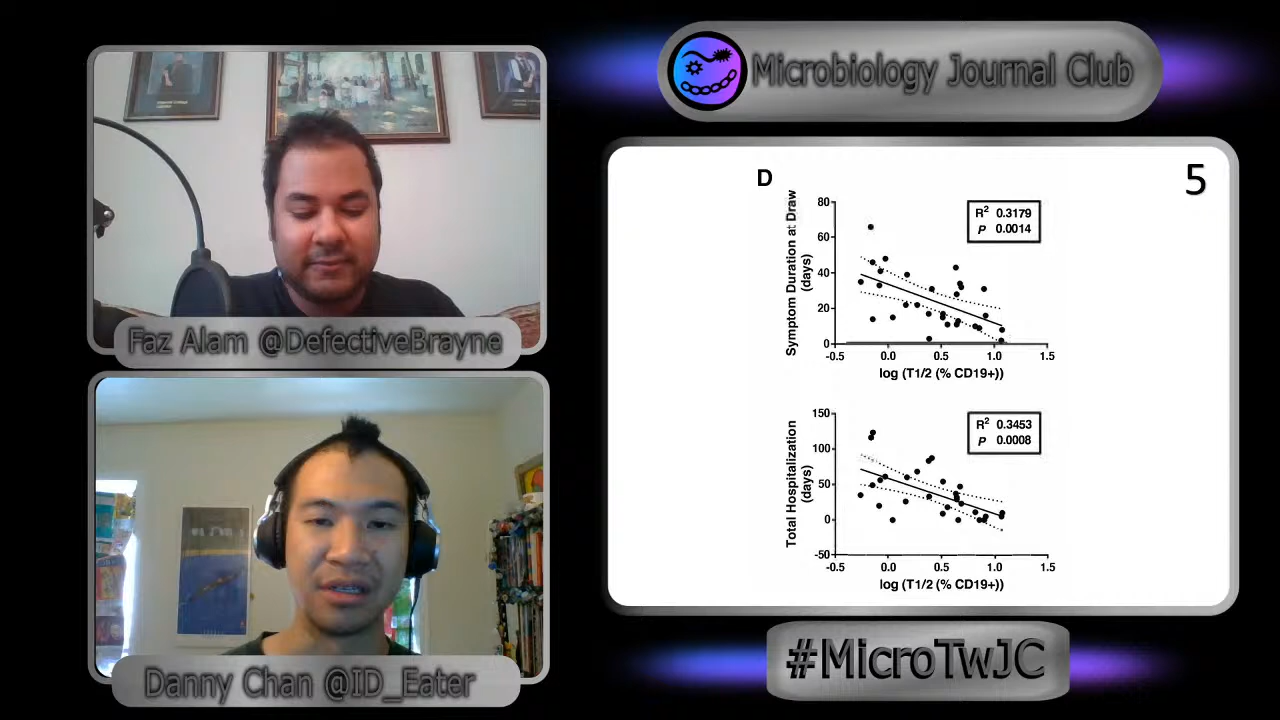 Microbiology Journal Club
Faz Alam @DefectiveBrayne
Danny Chan @ID_Eater
5
D
Symptom Duration at Draw
(days)
80
60
40
20
0
R² 0.3179
P 0.0014
-0.5 0.0 0.5 1.0 1.5
log (T1/2 (% CD19+))
Total Hospitalization
(days)
150
100
50
0
-50
R² 0.3453
P 0.0008
-0.5 0.0 0.5 1.0 1.5
log (T1/2 (% CD19+))
#MicroTwJC